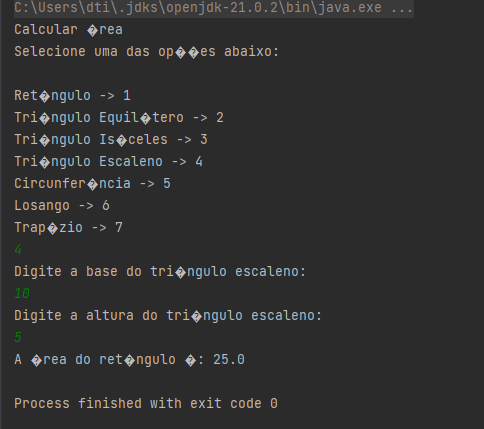 C:\Users\dti\.jdks\openjdk-21.0.2\bin\java.exe ...
Calcular �rea
Selecione uma das op��es abaixo:
Ret�ngulo -> 1
Tri�ngulo Equil�tero -> 2
Tri�ngulo Is�celes -> 3
Tri�ngulo Escaleno -> 4
Circunfer�ncia -> 5
Losango -> 6
Trap�zio -> 7
4
Digite a base do tri�ngulo escaleno:
10
Digite a altura do tri�ngulo escaleno:
5
A �rea do ret�ngulo �: 25.0
Process finished with exit code 0